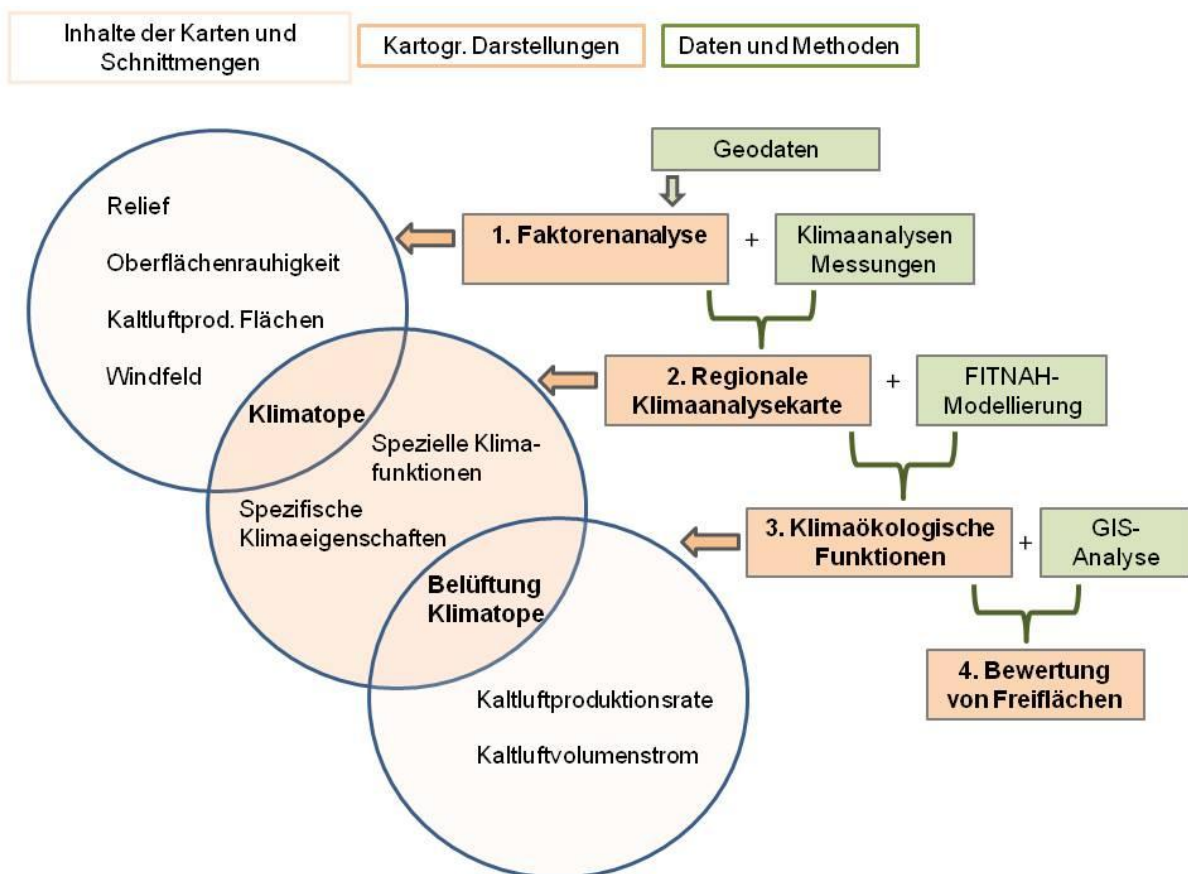 Inhalte der Karten und
Schnittmengen
Kartogr. Darstellungen
Daten und Methoden
Geodaten
Relief
Oberflächenrauhigkeit
Kaltluftprod. Flächen
Windfeld
1. Faktorenanalyse
+
Klimaanalysen
Messungen
2. Regionale
Klimaanalysekarte
+
FITNAH-
Modellierung
Klimatope
Spezielle Klima-
funktionen
Spezifische
Klimaeigenschaften
3. Klimaökologische
Funktionen
+
GIS-
Analyse
Belüftung
Klimatope
4. Bewertung
von Freiflächen
Kaltluftproduktionsrate
Kaltluftvolumenstrom